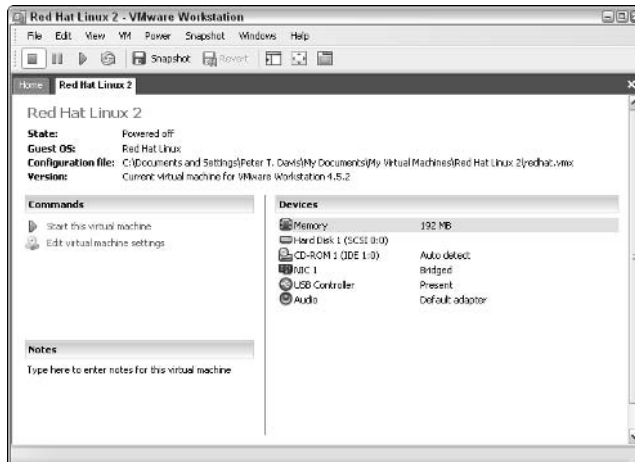 Red Hat Linux 2 - VMware Workstation
File Edit View VM Power Snapshot Windows Help
Snapshot Revert
Home Red Hat Linux 2
Red Hat Linux 2
State: Powered off
Guest OS: Red Hat Linux
Configuration file: C:\Documents and Settings\Peter T. Davis\My Documents\My Virtual Machines\Red Hat Linux 2\redhat.vmx
Version: Current virtual machine for VMware Workstation 4.5.2
Commands
Start this virtual machine
Edit virtual machine settings
Devices
Memory 192 MB
Hard Disk 1 (SCSI 0:0)
CD-ROM 1 (IDE 1:0) Auto detect
NIC 1 Bridged
USB Controller Present
Audio Default adapter
Notes
Type here to enter notes for this virtual machine